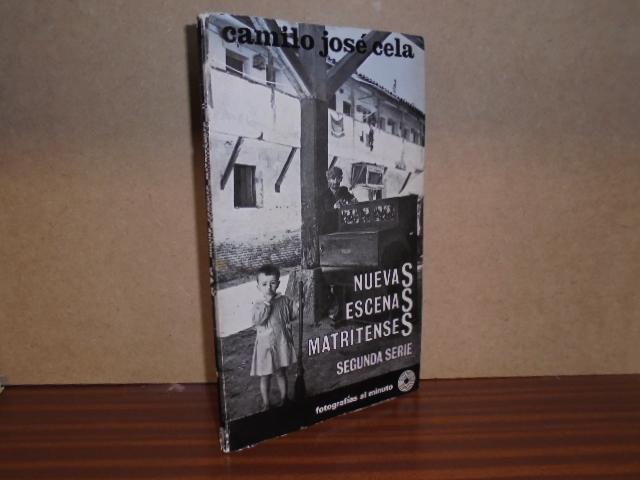 camilo josé cela
NUEVAS
ESCENAS
MATRITENSES
SEGUNDA SERIE
fotografías al minuto